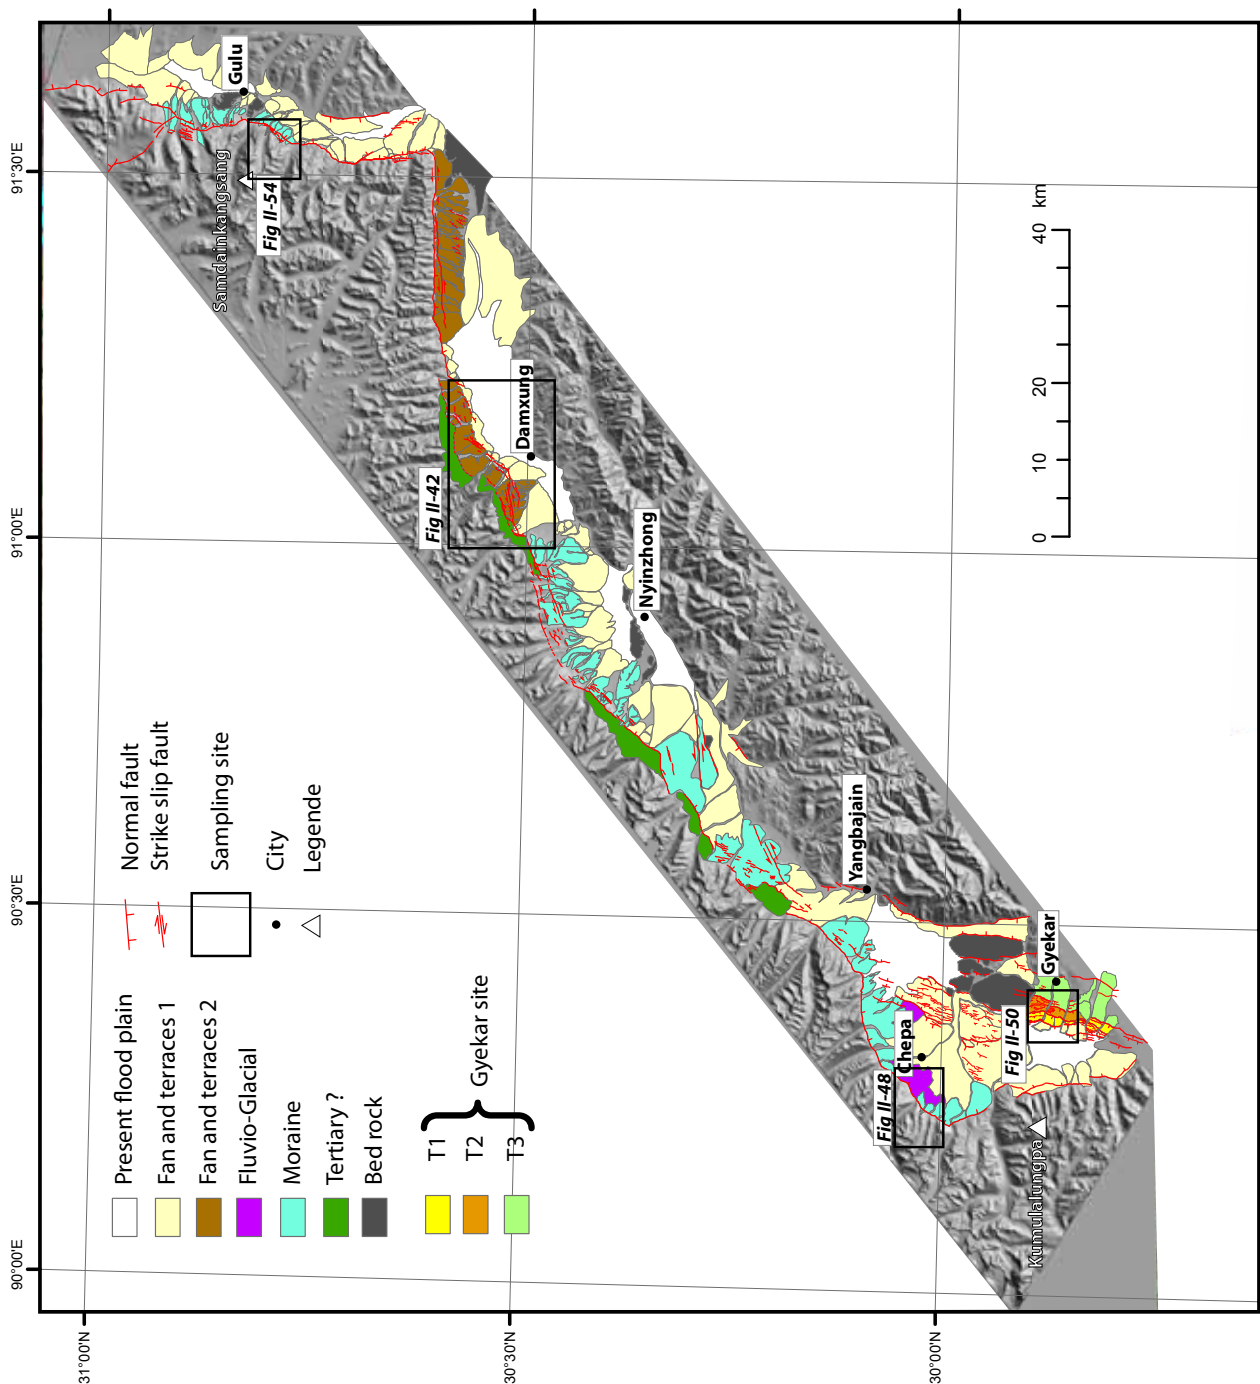 31°00'N
30°30'N
30°00'N
90°00'E
90°30'E
91°00'E
91°30'E
Present flood plain
Fan and terraces 1
Fan and terraces 2
Fluvio-Glacial
Moraine
Tertiary ?
Bed rock
T1
T2
T3
Gyekar site
Normal fault
Strike slip fault
Sampling site
City
Legende
0
10
20
40
km
Gulu
Samdainkangsang
Fig II-54
Damxung
Fig II-42
Nyinzhong
Yangbajain
Gyekar
Fig II-50
Chepa
Fig II-48
Kumulalungpa